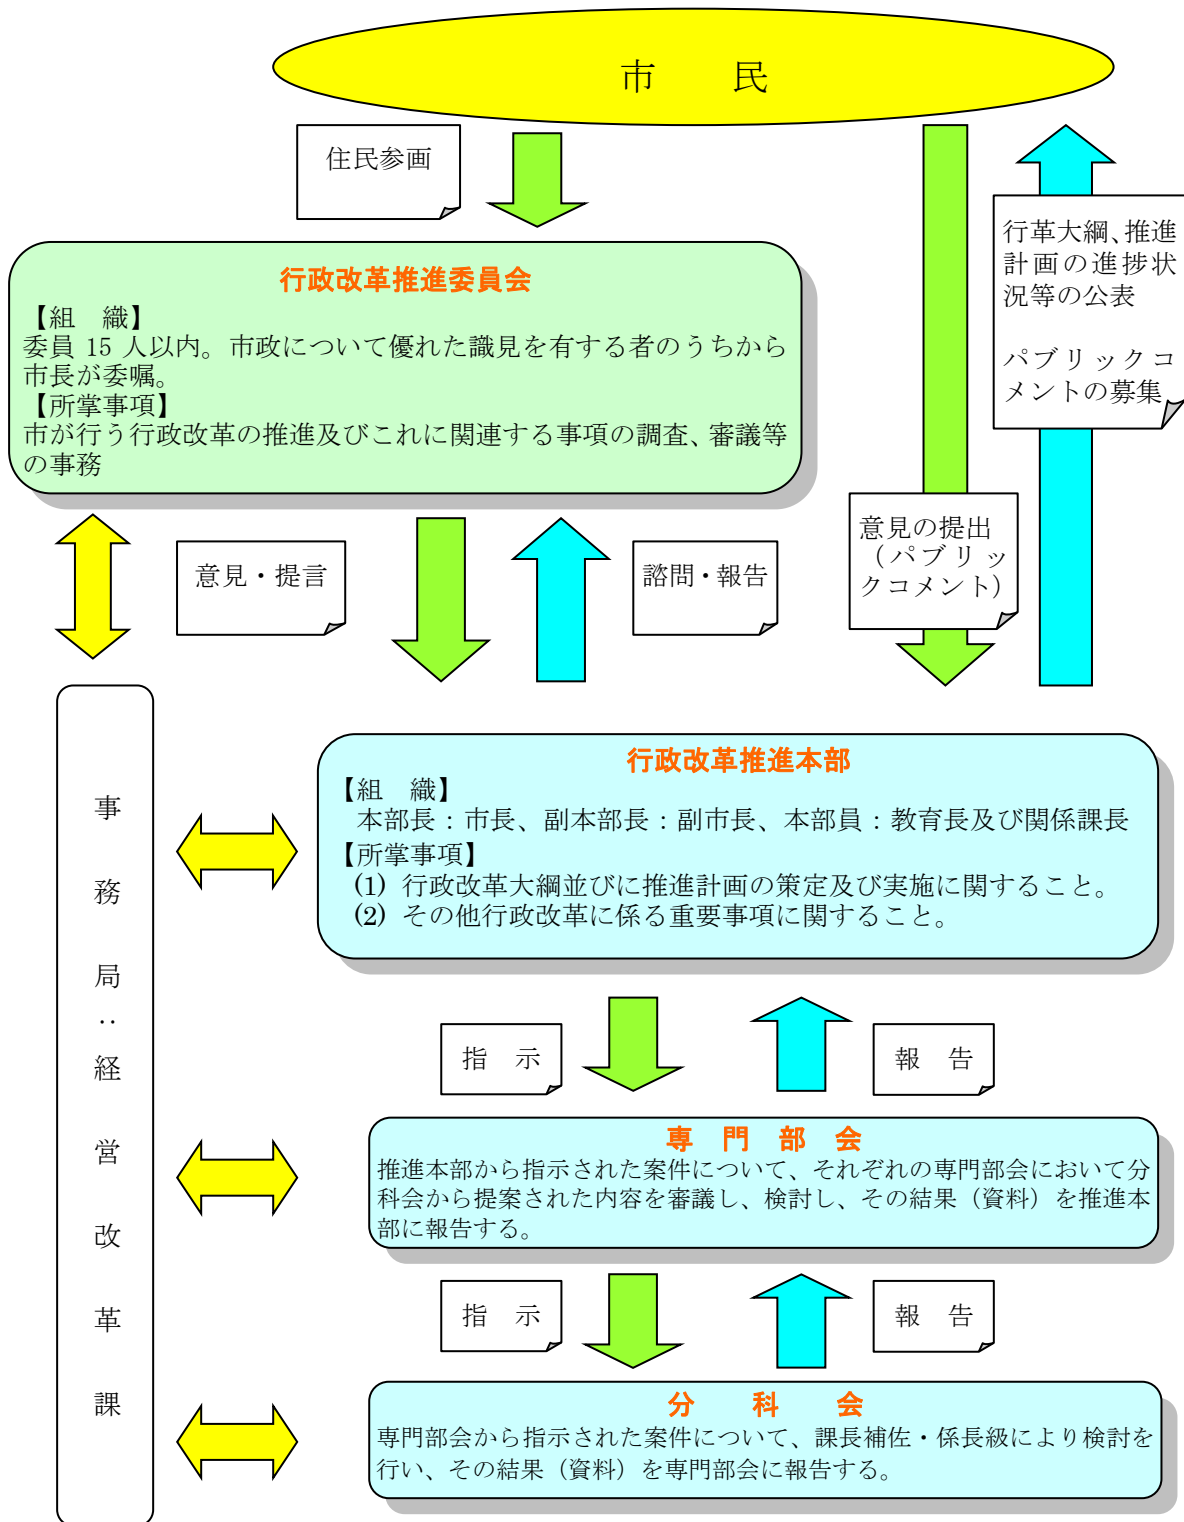 市　　民
住民参画
行革大綱、推進
計画の進捗状
況等の公表
パブリックコ
メントの募集
行政改革推進委員会
【組　織】
委員 15 人以内。市政について優れた識見を有する者のうちから
市長が委嘱。
【所掌事項】
市が行う行政改革の推進及びこれに関連する事項の調査、審議等
の事務
意見・提言
諮問・報告
意見の提出
（パブリッ
クコメント）
事務局：経営改革課
行政改革推進本部
【組　織】
本部長：市長、副本部長：副市長、本部員：教育長及び関係課長
【所掌事項】
(1) 行政改革大綱並びに推進計画の策定及び実施に関すること。
(2) その他行政改革に係る重要事項に関すること。
指　示
報　告
専　門　部　会
推進本部から指示された案件について、それぞれの専門部会において分
科会から提案された内容を審議し、検討し、その結果（資料）を推進本
部に報告する。
指　示
報　告
分　科　会
専門部会から指示された案件について、課長補佐・係長級により検討を
行い、その結果（資料）を専門部会に報告する。